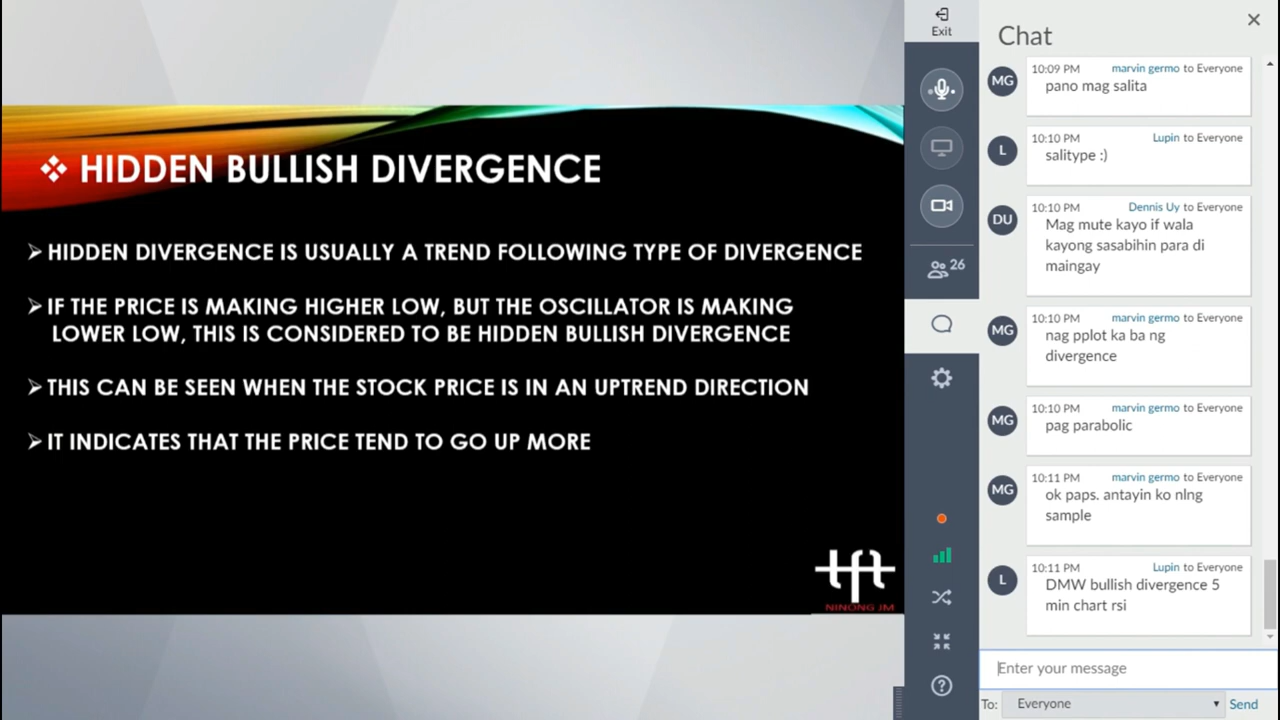 HIDDEN BULLISH DIVERGENCE
HIDDEN DIVERGENCE IS USUALLY A TREND FOLLOWING TYPE OF DIVERGENCE
IF THE PRICE IS MAKING HIGHER LOW, BUT THE OSCILLATOR IS MAKING
LOWER LOW, THIS IS CONSIDERED TO BE HIDDEN BULLISH DIVERGENCE
THIS CAN BE SEEN WHEN THE STOCK PRICE IS IN AN UPTREND DIRECTION
IT INDICATES THAT THE PRICE TEND TO GO UP MORE
tft
NINONG JM
Exit
26
Chat
MG
10:09 PM marvin germo to Everyone
pano mag salita
L
10:10 PM Lupin to Everyone
salitype :)
DU
10:10 PM Dennis Uy to Everyone
Mag mute kayo if wala
kayong sasabihin para di
maingay
MG
10:10 PM marvin germo to Everyone
nag pplot ka ba ng
divergence
MG
10:10 PM marvin germo to Everyone
pag parabolic
MG
10:11 PM marvin germo to Everyone
ok paps. antayin ko nlng
sample
L
10:11 PM Lupin to Everyone
DMW bullish divergence 5
min chart rsi
Enter your message
To: Everyone Send